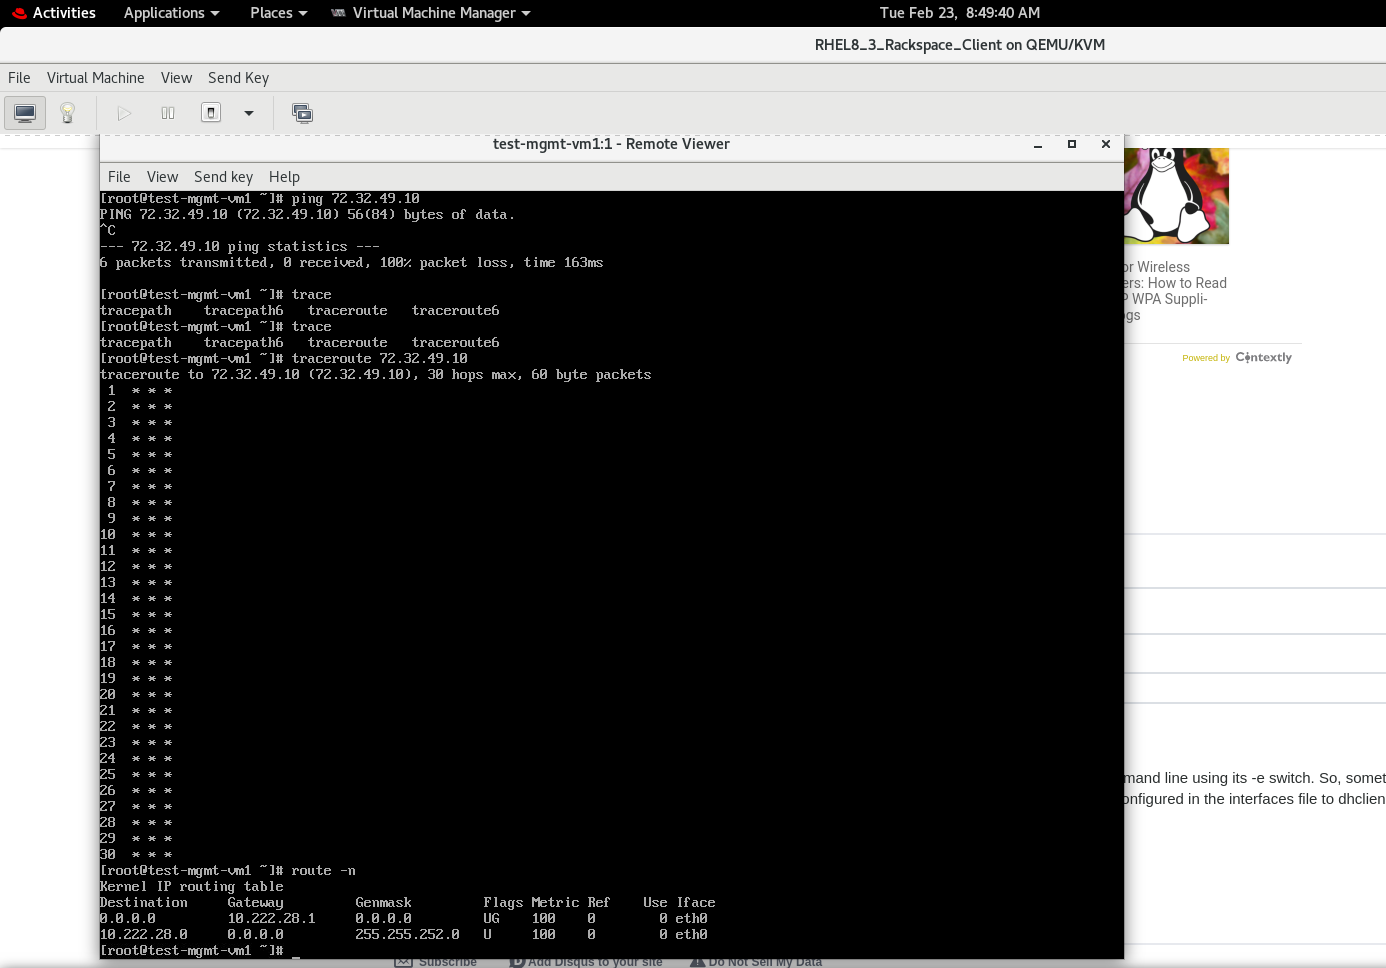 Activities Applications Places Virtual Machine Manager Tue Feb 23, 8:49:40 AM
RHEL8_3_Rackspace_Client on QEMU/KVM
File Virtual Machine View Send Key
test-mgmt-vm1:1 - Remote Viewer
File View Send key Help
[root@test-mgmt-vm1 ~]# ping 72.32.49.10
PING 72.32.49.10 (72.32.49.10) 56(84) bytes of data.
^C
--- 72.32.49.10 ping statistics ---
6 packets transmitted, 0 received, 100% packet loss, time 163ms
[root@test-mgmt-vm1 ~]# trace
tracepath tracepath6 traceroute traceroute6
[root@test-mgmt-vm1 ~]# trace
tracepath tracepath6 traceroute traceroute6
[root@test-mgmt-vm1 ~]# traceroute 72.32.49.10
traceroute to 72.32.49.10 (72.32.49.10), 30 hops max, 60 byte packets
1 * * *
2 * * *
3 * * *
4 * * *
5 * * *
6 * * *
7 * * *
8 * * *
9 * * *
10 * * *
11 * * *
12 * * *
13 * * *
14 * * *
15 * * *
16 * * *
17 * * *
18 * * *
19 * * *
20 * * *
21 * * *
22 * * *
23 * * *
24 * * *
25 * * *
26 * * *
27 * * *
28 * * *
29 * * *
30 * * *
[root@test-mgmt-vm1 ~]# route -n
Kernel IP routing table
Destination Gateway Genmask Flags Metric Ref Use Iface
0.0.0.0 10.222.28.1 0.0.0.0 UG 100 0 0 eth0
10.222.28.0 0.0.0.0 255.255.252.0 U 100 0 0 eth0
[root@test-mgmt-vm1 ~]# _
or Wireless
ers: How to Read
P WPA Suppli-
ogs
Powered by Contextly
mand line using its -e switch. So, somet
onfigured in the interfaces file to dhclien
Subscribe Add Disqus to your site Do Not Sell My Data